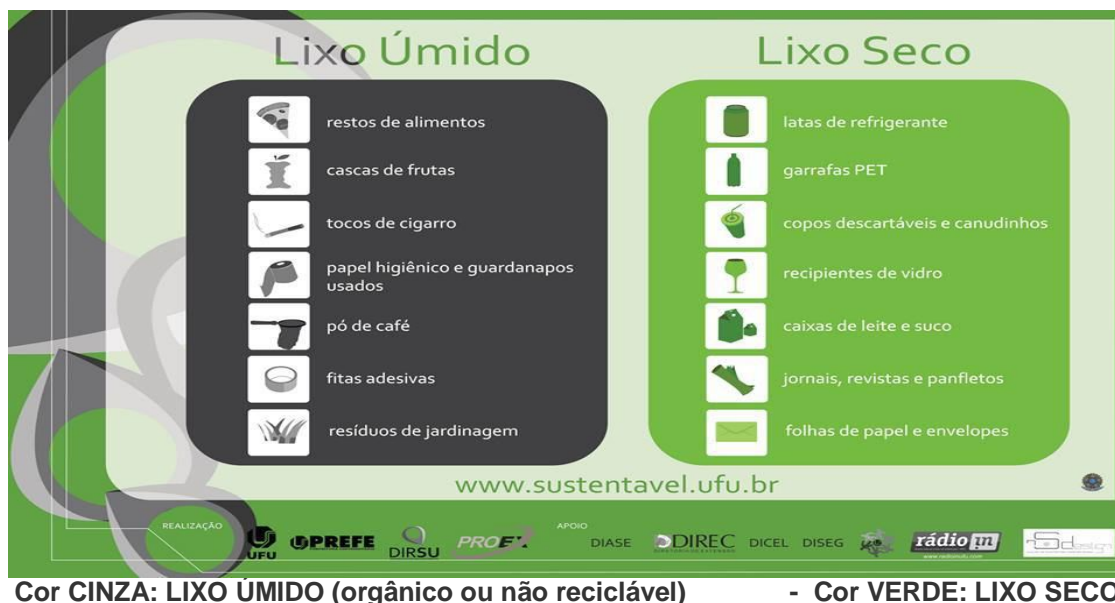 Lixo Úmido
restos de alimentos
cascas de frutas
tocos de cigarro
papel higiênico e guardanapos
usados
pó de café
fitas adesivas
resíduos de jardinagem
Lixo Seco
latas de refrigerante
garrafas PET
copos descartáveis e canudinhos
recipientes de vidro
caixas de leite e suco
jornais, revistas e panfletos
folhas de papel e envelopes
www.sustentavel.ufu.br
REALIZAÇÃO
UFU
PREFE
DIRSU
PROEX
APOIO
DIASE
DIREC
DICEL
DISEG
rádio
design
Cor CINZA: LIXO ÚMIDO (orgânico ou não reciclável) - Cor VERDE: LIXO SECO